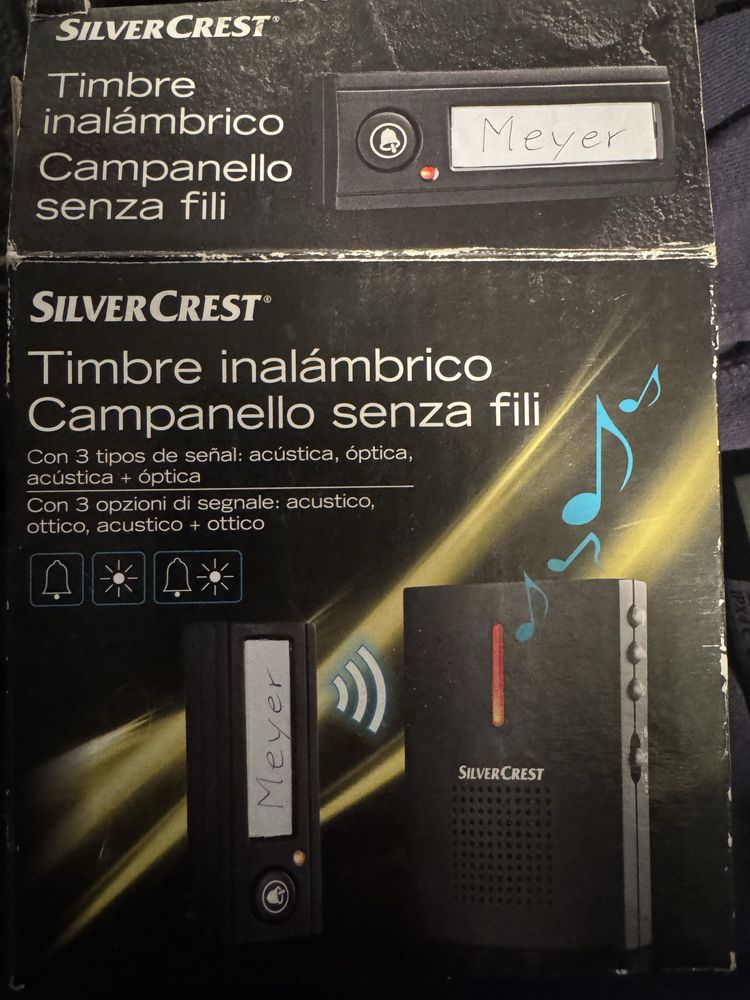 SILVERCREST®
Timbre
inalámbrico
Campanello
senza fili
Meyer
SILVERCREST®
Timbre inalámbrico
Campanello senza fili
Con 3 tipos de señal: acústica, óptica,
acústica + óptica
Con 3 opzioni di segnale: acustico,
ottico, acustico + ottico
Meyer
SILVERCREST